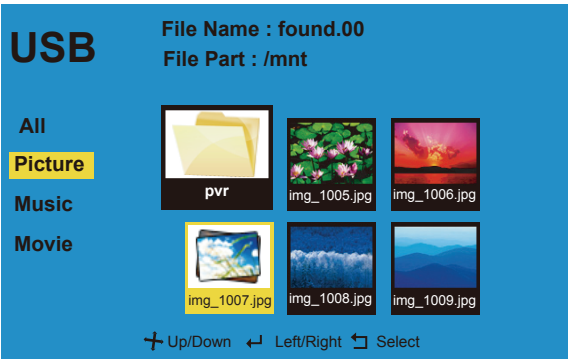 USB
File Name : found.00
File Part : /mnt
All
Picture
Music
Movie
pvr
img_1005.jpg
img_1006.jpg
img_1007.jpg
img_1008.jpg
img_1009.jpg
Up/Down Left/Right Select